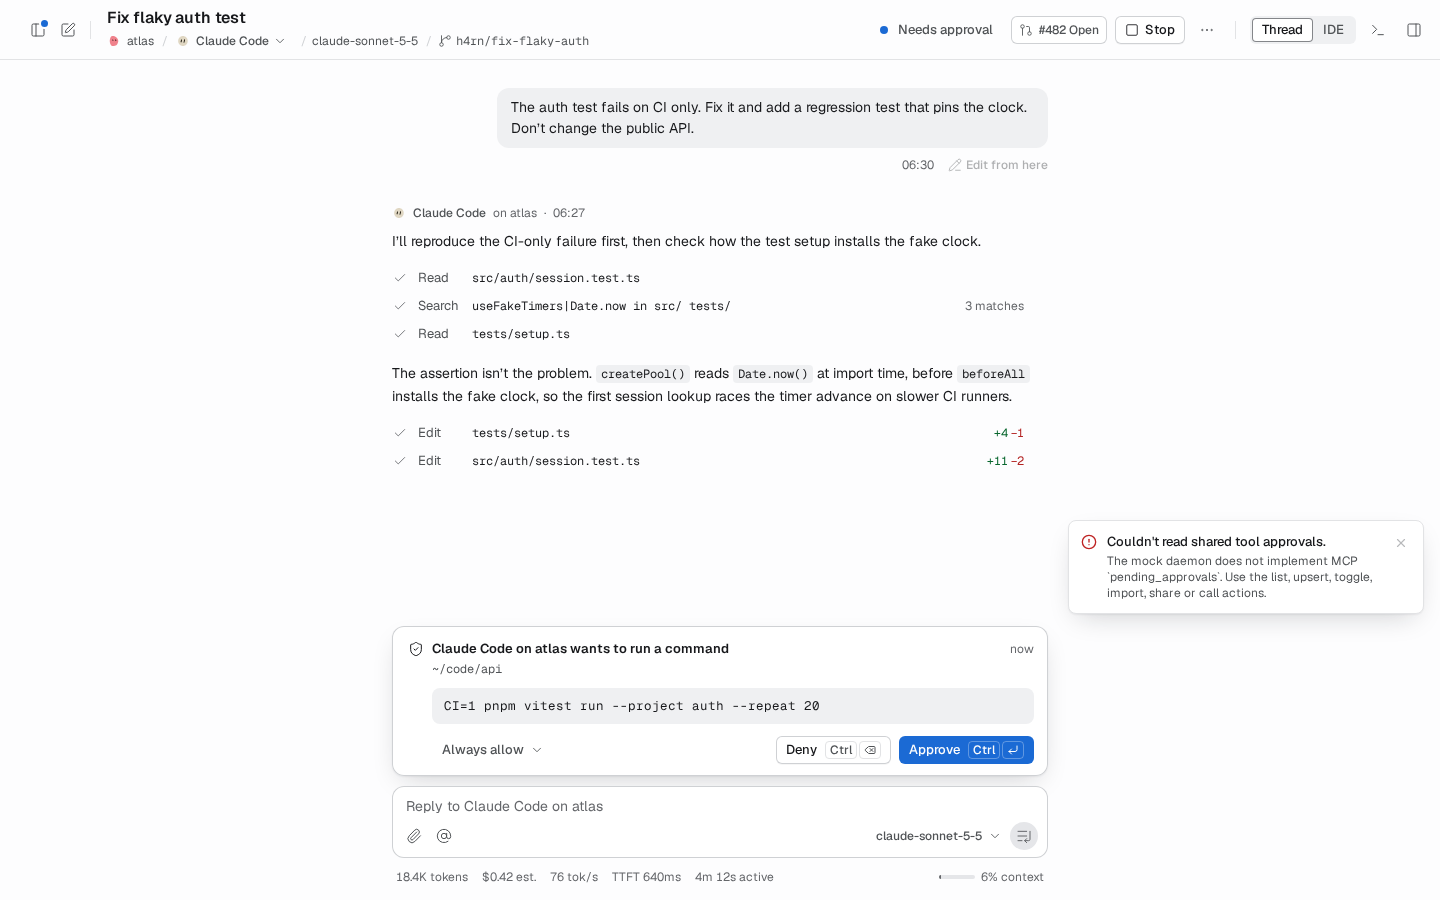 Fix flaky auth test
atlas / Claude Code / claude-sonnet-5-5 / h4rn/fix-flaky-auth
Needs approval
#482 Open
Stop
Thread
IDE
The auth test fails on CI only. Fix it and add a regression test that pins the clock.
Don't change the public API.
06:30 Edit from here
Claude Code on atlas · 06:27
I'll reproduce the CI-only failure first, then check how the test setup installs the fake clock.
Read src/auth/session.test.ts
Search useFakeTimers|Date.now in src/ tests/ 3 matches
Read tests/setup.ts
The assertion isn't the problem. createPool() reads Date.now() at import time, before beforeAll
installs the fake clock, so the first session lookup races the timer advance on slower CI runners.
Edit tests/setup.ts +4 −1
Edit src/auth/session.test.ts +11 −2
Couldn't read shared tool approvals.
The mock daemon does not implement MCP
`pending_approvals`. Use the list, upsert, toggle,
import, share or call actions.
Claude Code on atlas wants to run a command now
~/code/api
CI=1 pnpm vitest run --project auth --repeat 20
Always allow
Deny Ctrl
Approve Ctrl
Reply to Claude Code on atlas
claude-sonnet-5-5
18.4K tokens $0.42 est. 76 tok/s TTFT 640ms 4m 12s active 6% context